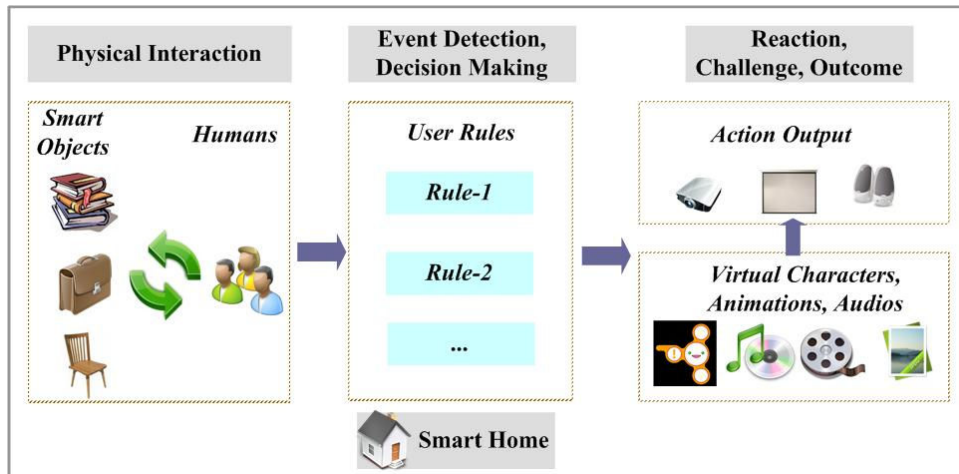 Physical Interaction
Event Detection,
Decision Making
Reaction,
Challenge, Outcome
Smart
Objects
Humans
User Rules
Rule-1
Rule-2
...
Smart Home
Action Output
Virtual Characters,
Animations, Audios